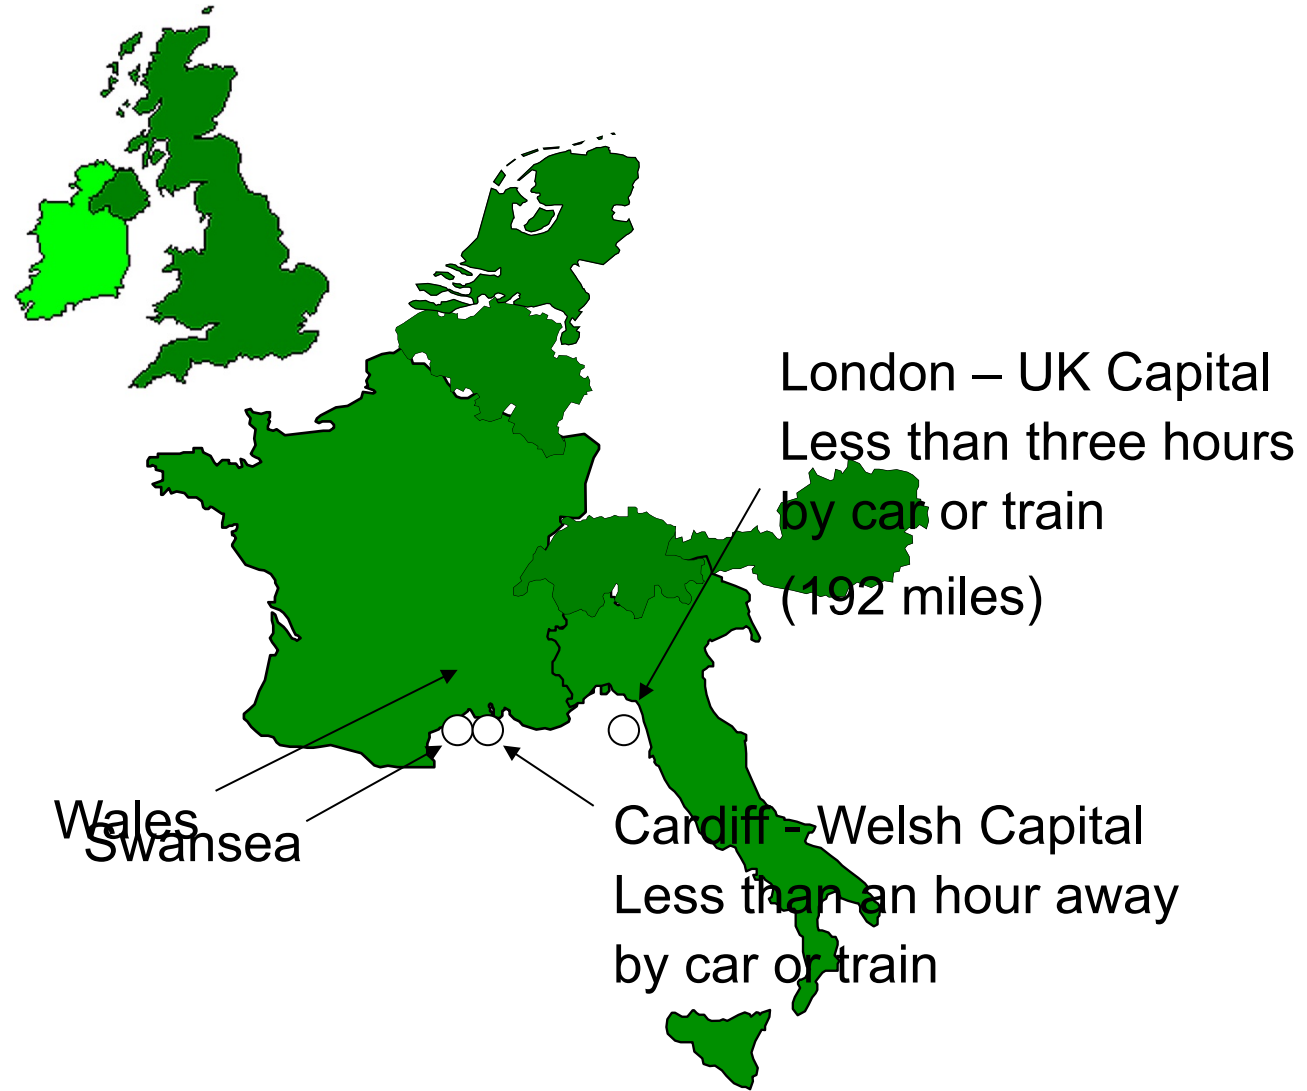 London – UK Capital
Less than three hours
by car or train
(192 miles)
Wales
Swansea
Cardiff - Welsh Capital
Less than an hour away
by car or train